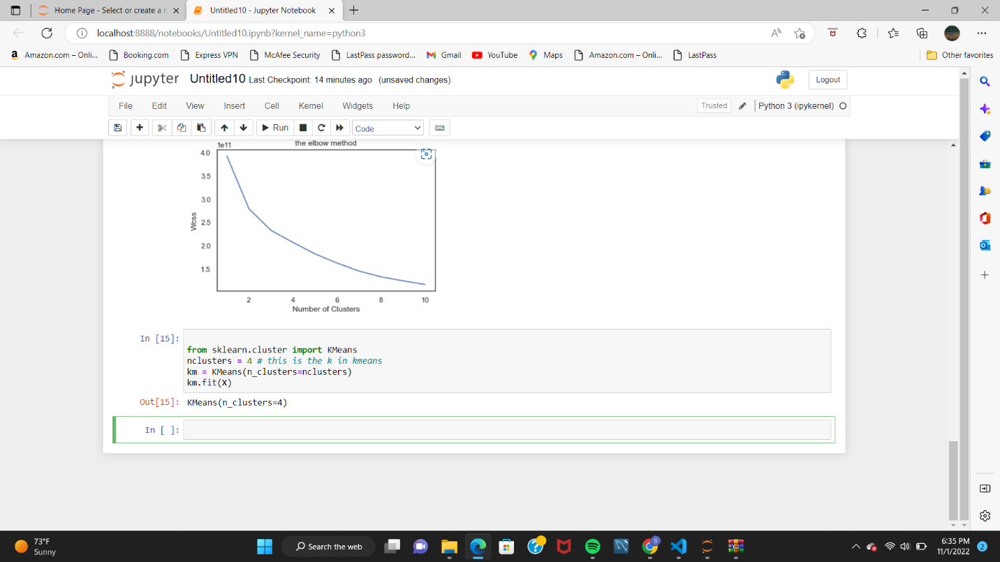 Home Page - Select or create a n
Untitled10 - Jupyter Notebook
localhost:8888/notebooks/Untitled10.ipynb?kernel_name=python3
Amazon.com – Onli...
Booking.com
Express VPN
McAfee Security
LastPass password...
Gmail
YouTube
Maps
Amazon.com – Onli...
LastPass
Other favorites
jupyter Untitled10 Last Checkpoint: 14 minutes ago (unsaved changes)
Logout
File Edit View Insert Cell Kernel Widgets Help
Trusted
Python 3 (ipykernel)
Run
Code
1e11
the elbow method
4.0
3.5
3.0
2.5
2.0
1.5
Wcss
2 4 6 8 10
Number of Clusters
In [15]:
from sklearn.cluster import KMeans
nclusters = 4 # this is the k in kmeans
km = KMeans(n_clusters=nclusters)
km.fit(X)
Out[15]: KMeans(n_clusters=4)
In [ ]:
73°F
Sunny
Search the web
6:35 PM
11/1/2022
2